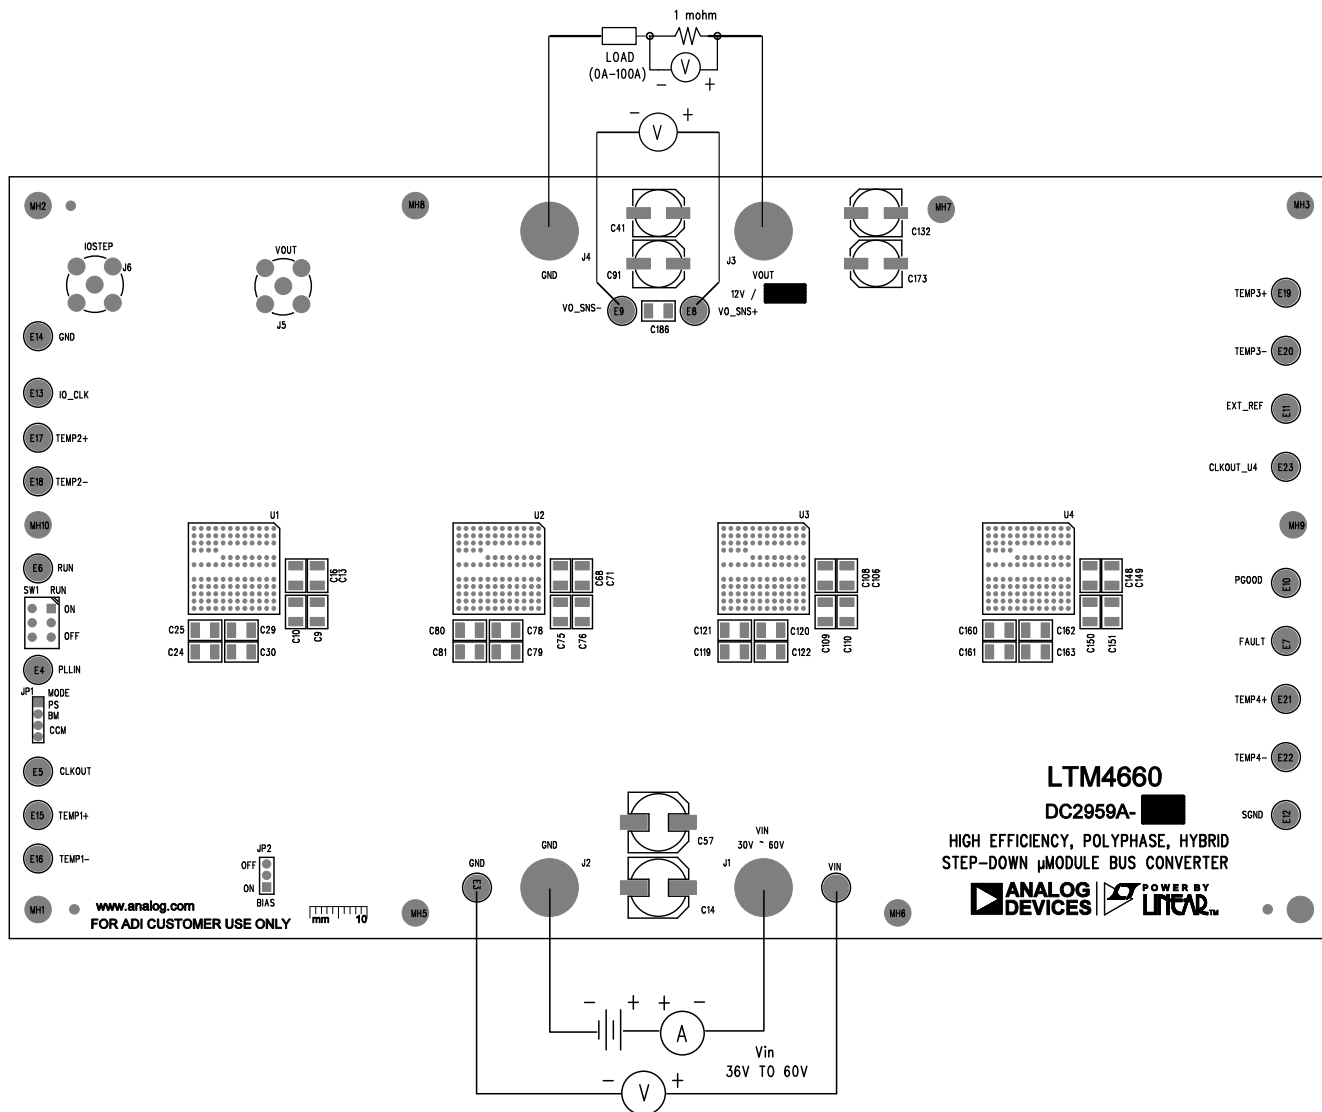 1 mohm
LOAD
(0A-100A)
- V +
- V +
MH2
MH8
MH7
MH3
IOSTEP
J6
VOUT
J5
C41
C91
J4
GND
J3
VOUT
12V /
C132
C173
VO_SNS-
E9
C186
E8
VO_SNS+
E14 GND
E13 IO_CLK
E17 TEMP2+
E18 TEMP2-
MH10
E6 RUN
SW1 RUN
ON
OFF
E4 PLLIN
JP1 MODE
PS
BM
CCM
E5 CLKOUT
E15 TEMP1+
E16 TEMP1-
MH1
TEMP3+ E19
TEMP3- E20
EXT_REF E11
CLKOUT_U4 E23
MH9
PGOOD E10
FAULT E7
TEMP4+ E21
TEMP4- E22
SGND E12
U1
C16
C13
C10
C9
C25
C29
C24
C30
U2
C68
C71
C75
C76
C80
C78
C81
C79
U3
C108
C106
C109
C110
C121
C120
C119
C122
U4
C148
C149
C150
C151
C160
C162
C161
C163
JP2
OFF
ON
BIAS
www.analog.com
FOR ADI CUSTOMER USE ONLY
mm 10
MH5
GND
E3
GND
J2
C57
C14
VIN
30V ~ 60V
J1
VIN
MH6
LTM4660
DC2959A-
HIGH EFFICIENCY, POLYPHASE, HYBRID
STEP-DOWN µMODULE BUS CONVERTER
ANALOG
DEVICES
POWER BY
LINEAR™
- + + -
A
Vin
36V TO 60V
- V +